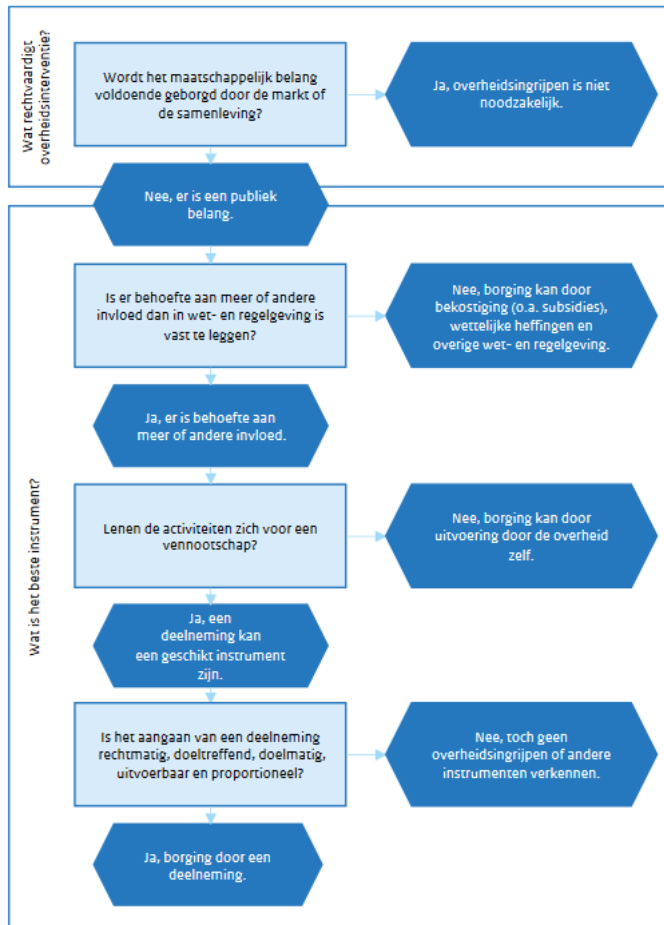 Wat rechtvaardigt
overheidsinterventie?
Wordt het maatschappelijk belang
voldoende geborgd door de markt of
de samenleving?
Ja, overheidsingrijpen is niet
noodzakelijk.
Nee, er is een publiek
belang.
Wat is het beste instrument?
Is er behoefte aan meer of andere
invloed dan in wet- en regelgeving is
vast te leggen?
Nee, borging kan door
bekostiging (o.a. subsidies),
wettelijke heffingen en
overige wet- en regelgeving.
Ja, er is behoefte aan
meer of andere invloed.
Lenen de activiteiten zich voor een
vennootschap?
Nee, borging kan door
uitvoering door de overheid
zelf.
Ja, een
deelneming kan
een geschikt instrument
zijn.
Is het aangaan van een deelneming
rechtmatig, doeltreffend, doelmatig,
uitvoerbaar en proportioneel?
Nee, toch geen
overheidsingrijpen of andere
instrumenten verkennen.
Ja, borging door een
deelneming.